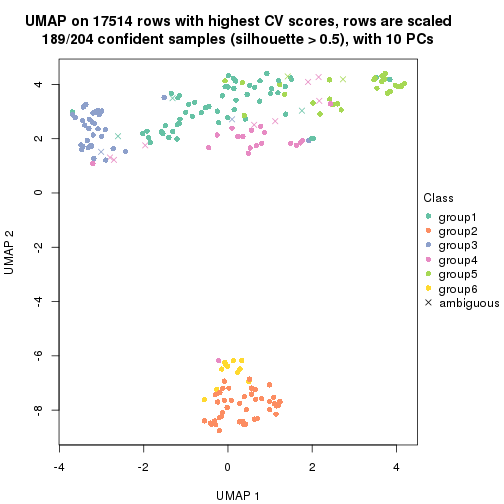 UMAP on 17514 rows with highest CV scores, rows are scaled
189/204 confident samples (silhouette > 0.5), with 10 PCs
4
2
0
-2
-4
-6
-8
UMAP 2
-4
-2
0
2
4
UMAP 1
Class
group1
group2
group3
group4
group5
group6
ambiguous